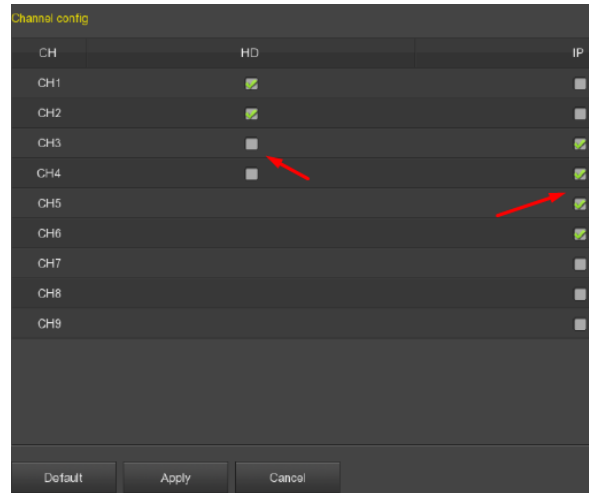 Channel config
CH HD IP
CH1
CH2
CH3
CH4
CH5
CH6
CH7
CH8
CH9
Default Apply Cancel